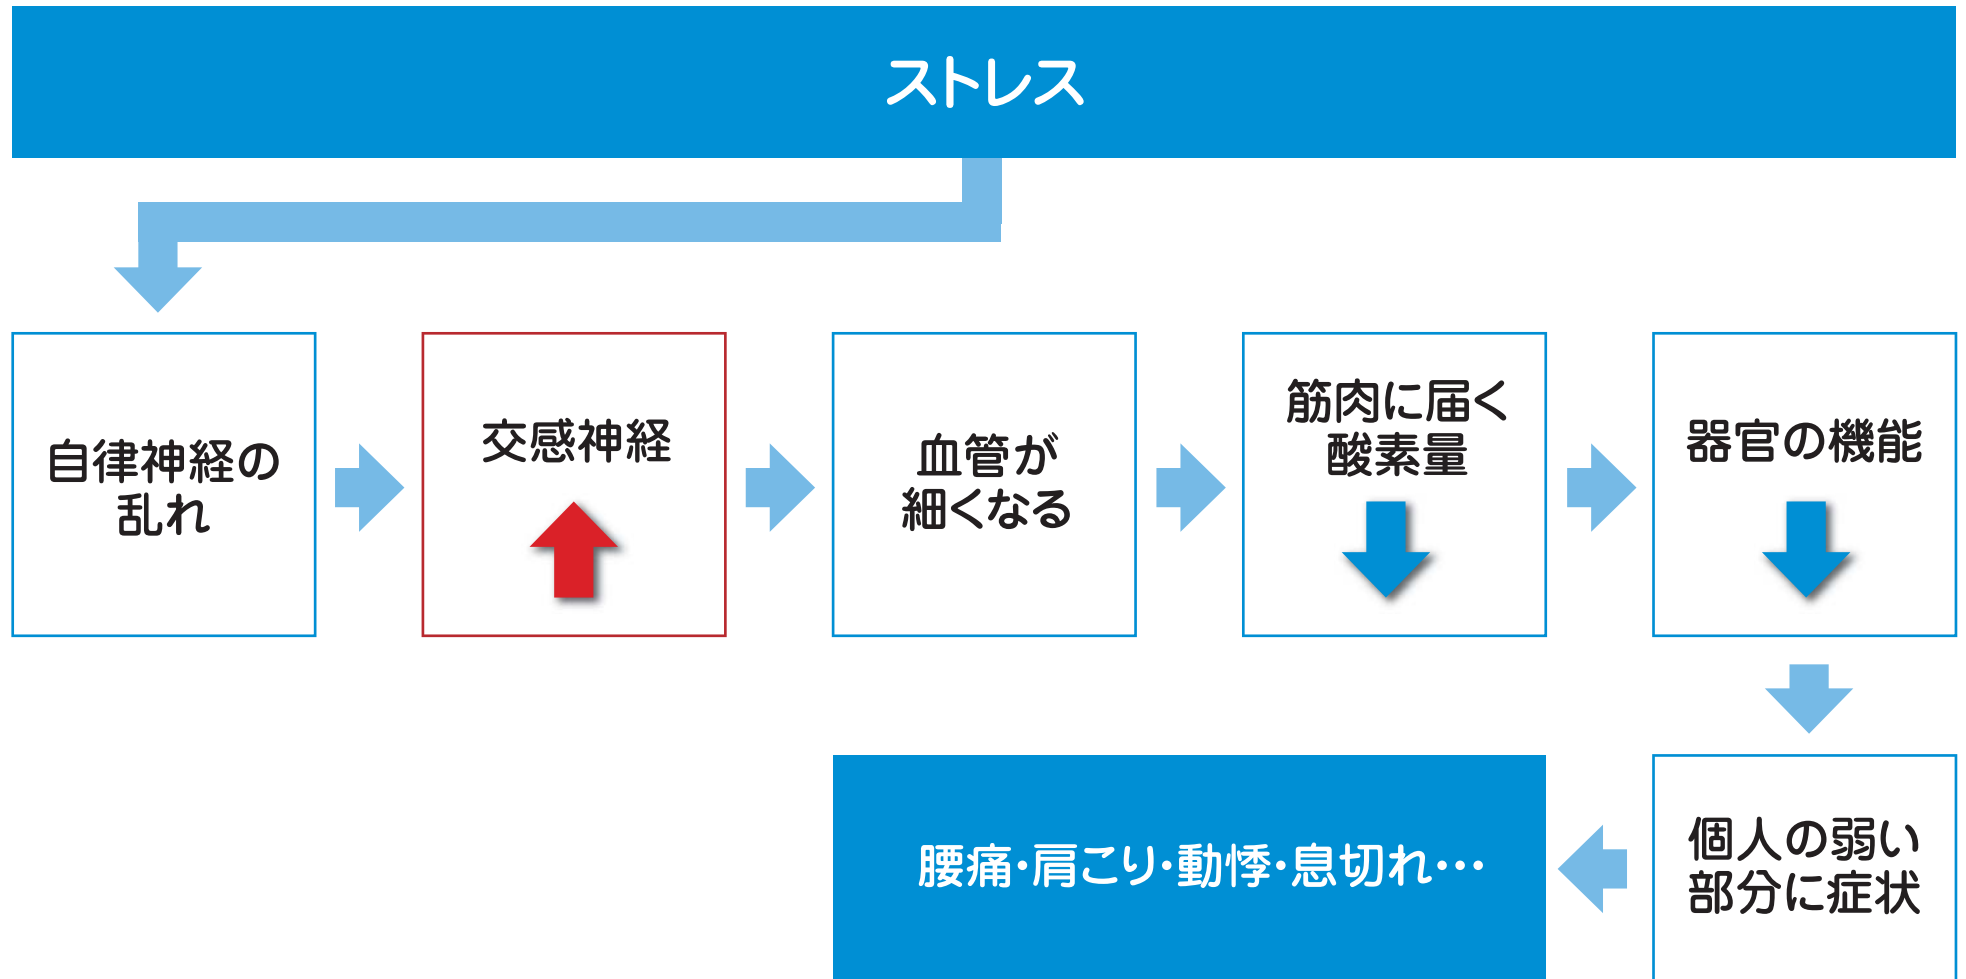 ストレス
自律神経の
乱れ
交感神経
血管が
細くなる
筋肉に届く
酸素量
器官の機能
個人の弱い
部分に症状
腰痛・肩こり・動悸・息切れ・・・